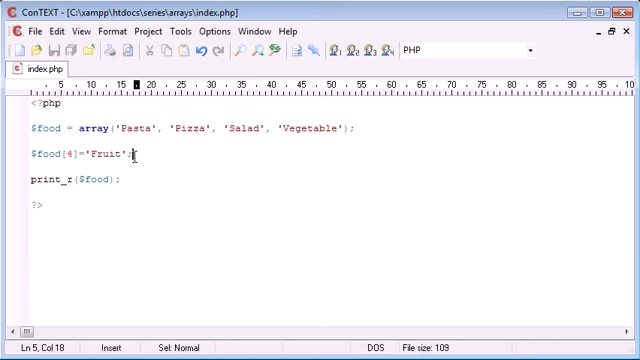 ConTEXT - [C:\xampp\htdocs\series\arrays\index.php]
File Edit View Format Project Tools Options Window Help
PHP
index.php
0 5 10 15 20 25 30 35 40 45 50 55 60 65 70 75 80 85 90 95 10
<?php
$food = array('Pasta', 'Pizza', 'Salad', 'Vegetable');
$food[4]='Fruit';
print_r($food);
?>
Ln 5, Col 18 Insert Sel: Normal DOS File size: 109